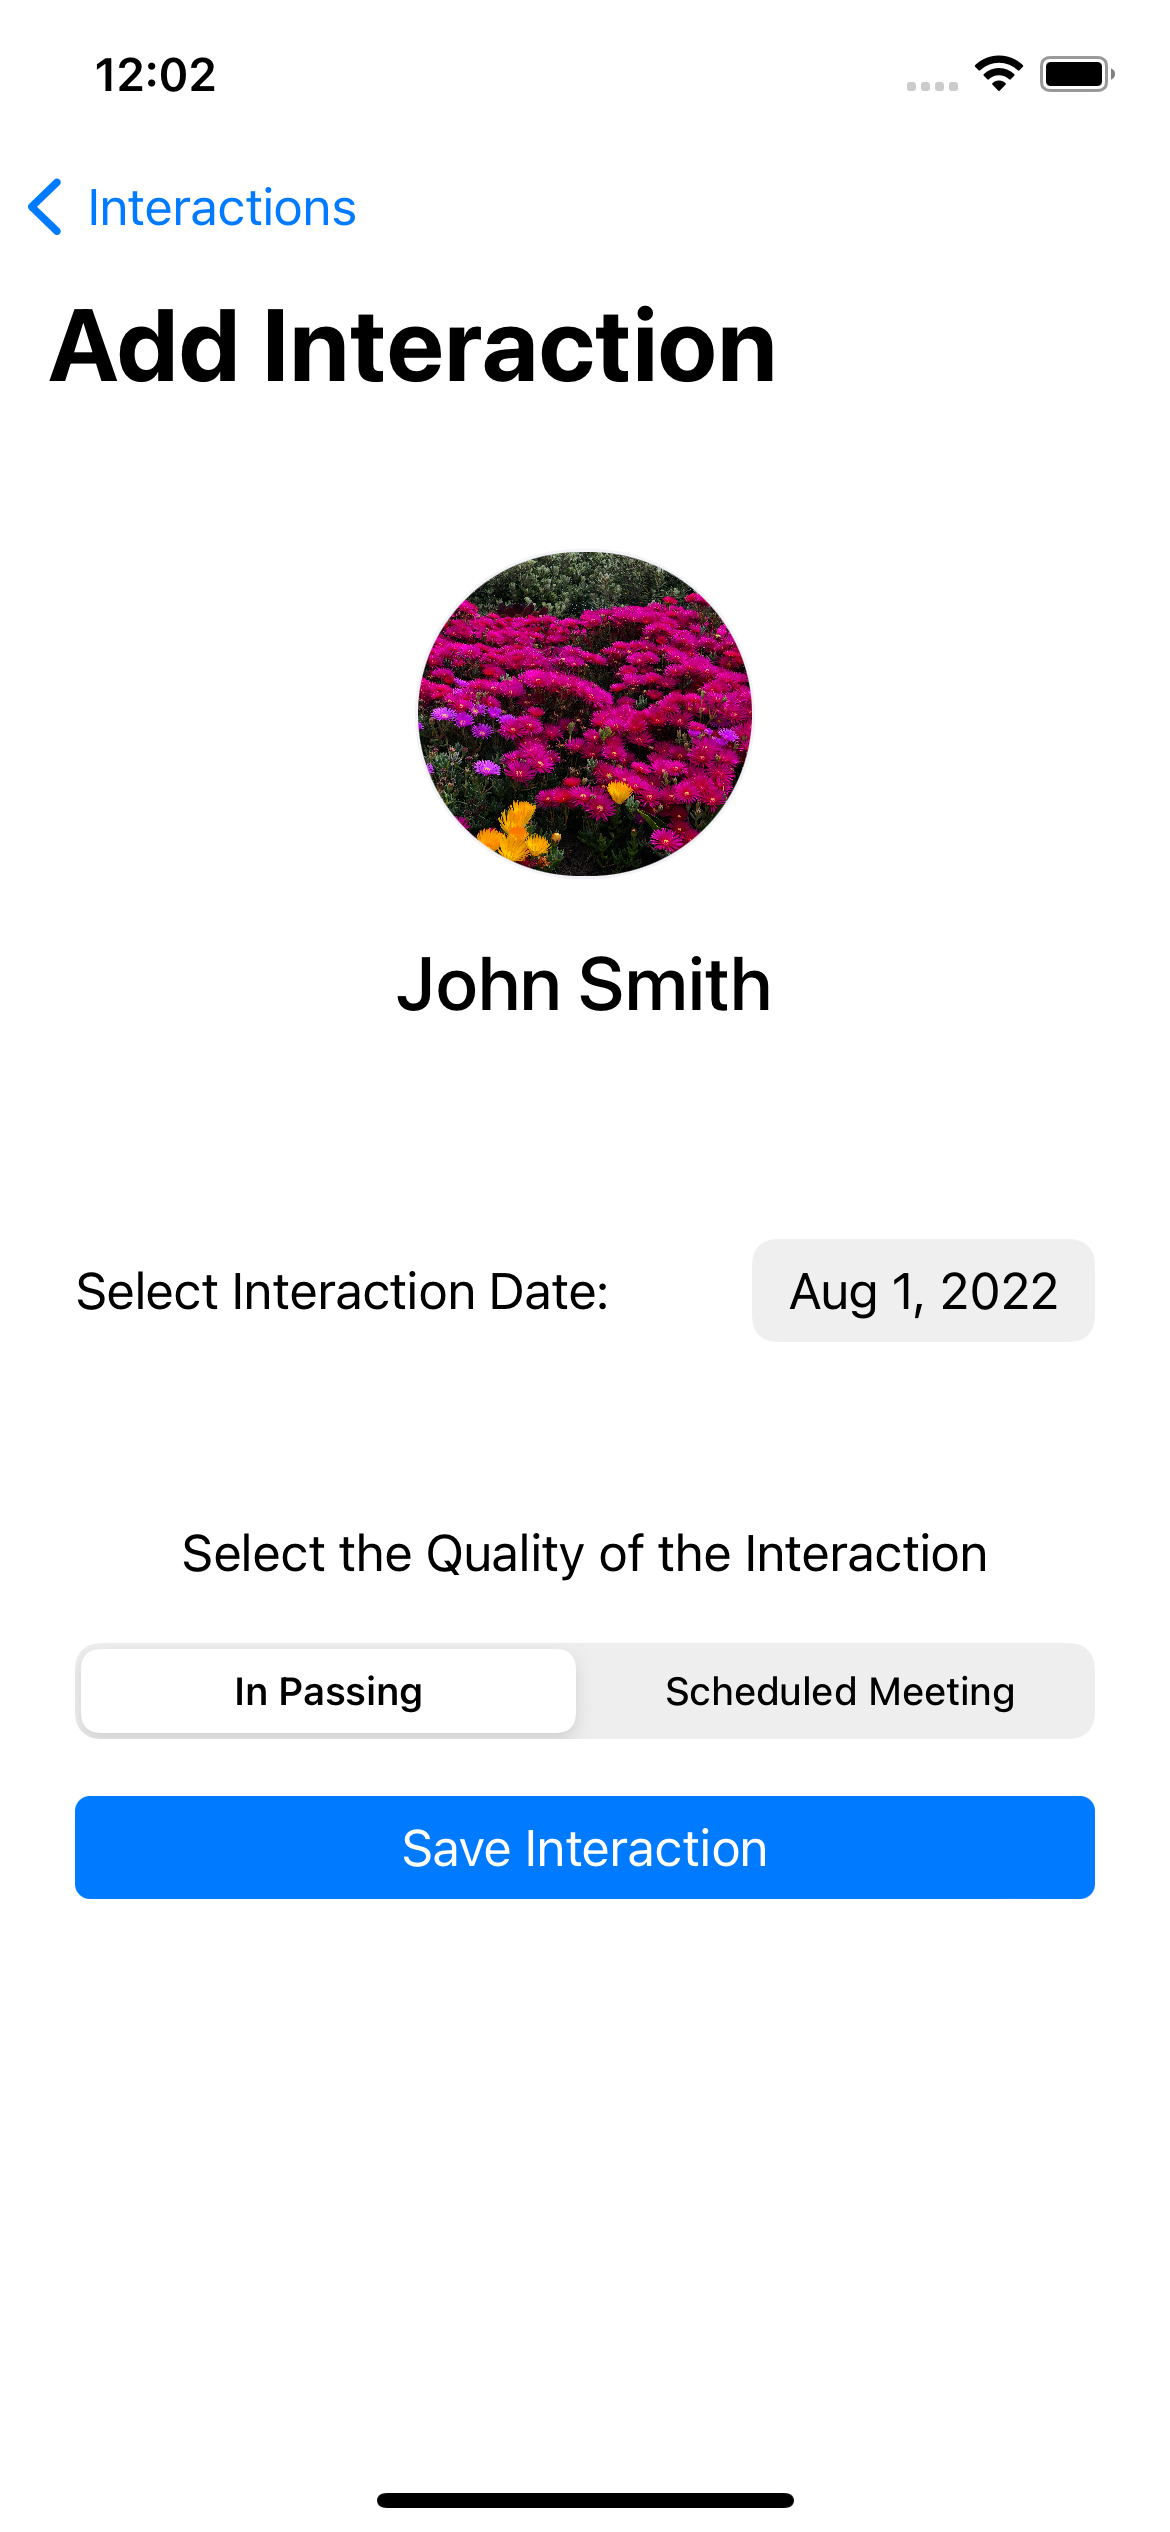 12:02
Interactions
Add Interaction
John Smith
Select Interaction Date:
Aug 1, 2022
Select the Quality of the Interaction
In Passing
Scheduled Meeting
Save Interaction